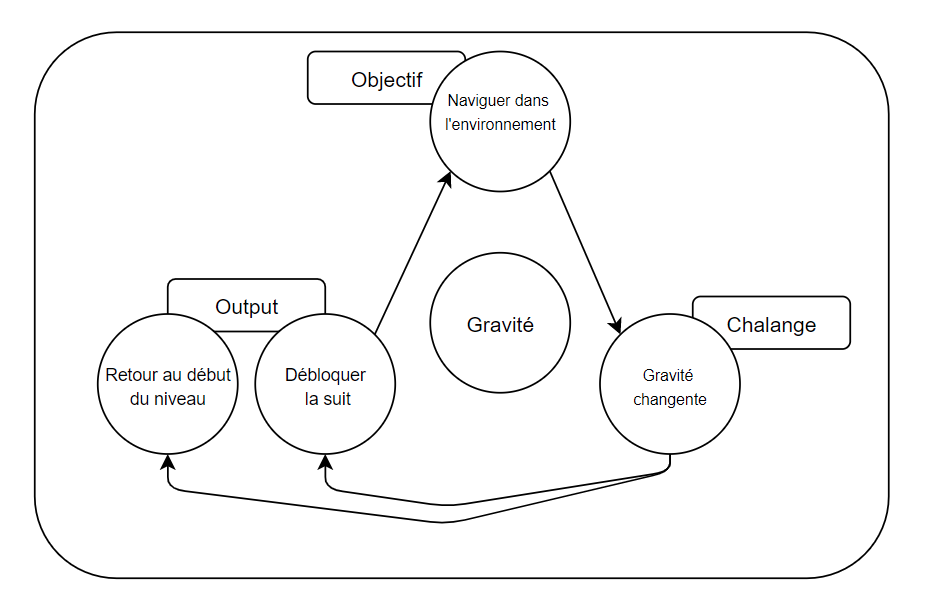 Objectif
Naviguer dans
l'environnement
Output
Gravité
Chalange
Retour au début
du niveau
Débloquer
la suit
Gravité
changente